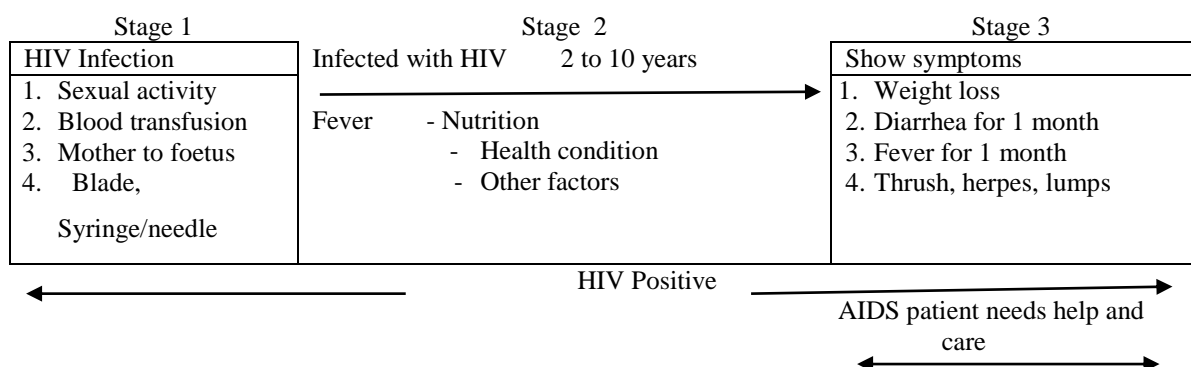 Stage 1
Stage 2
Stage 3
HIV Infection
1. Sexual activity
2. Blood transfusion
3. Mother to foetus
4. Blade,
Syringe/needle
Infected with HIV 2 to 10 years
Fever - Nutrition
- Health condition
- Other factors
Show symptoms
1. Weight loss
2. Diarrhea for 1 month
3. Fever for 1 month
4. Thrush, herpes, lumps
HIV Positive
AIDS patient needs help and
care